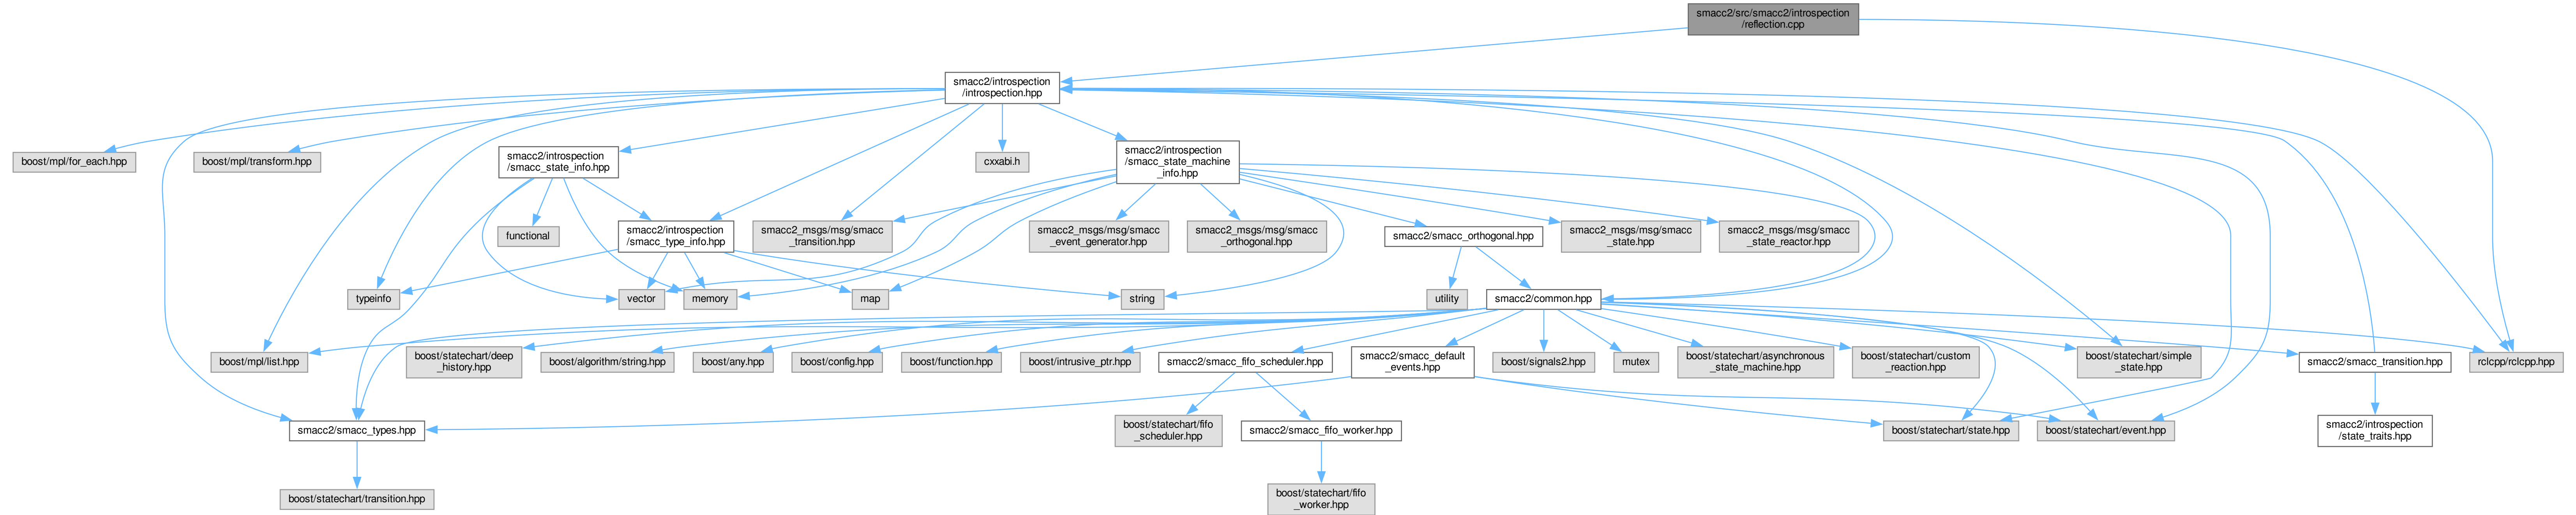 smacc2/src/smacc2/introspection
/reflection.cpp
smacc2/introspection
/introspection.hpp
boost/mpl/for_each.hpp
boost/mpl/transform.hpp
smacc2/introspection
/smacc_state_info.hpp
cxxabi.h
smacc2/introspection
/smacc_state_machine
_info.hpp
functional
smacc2/introspection
/smacc_type_info.hpp
smacc2_msgs/msg/smacc
_transition.hpp
smacc2_msgs/msg/smacc
_event_generator.hpp
smacc2_msgs/msg/smacc
_orthogonal.hpp
smacc2/smacc_orthogonal.hpp
smacc2_msgs/msg/smacc
_state.hpp
smacc2_msgs/msg/smacc
_state_reactor.hpp
typeinfo
vector
memory
map
string
utility
smacc2/common.hpp
boost/mpl/list.hpp
boost/statechart/deep
_history.hpp
boost/algorithm/string.hpp
boost/any.hpp
boost/config.hpp
boost/function.hpp
boost/intrusive_ptr.hpp
smacc2/smacc_fifo_scheduler.hpp
smacc2/smacc_default
_events.hpp
boost/signals2.hpp
mutex
boost/statechart/asynchronous
_state_machine.hpp
boost/statechart/custom
_reaction.hpp
boost/statechart/simple
_state.hpp
smacc2/smacc_transition.hpp
rclcpp/rclcpp.hpp
smacc2/smacc_types.hpp
boost/statechart/fifo
_scheduler.hpp
smacc2/smacc_fifo_worker.hpp
boost/statechart/state.hpp
boost/statechart/event.hpp
smacc2/introspection
/state_traits.hpp
boost/statechart/transition.hpp
boost/statechart/fifo
_worker.hpp